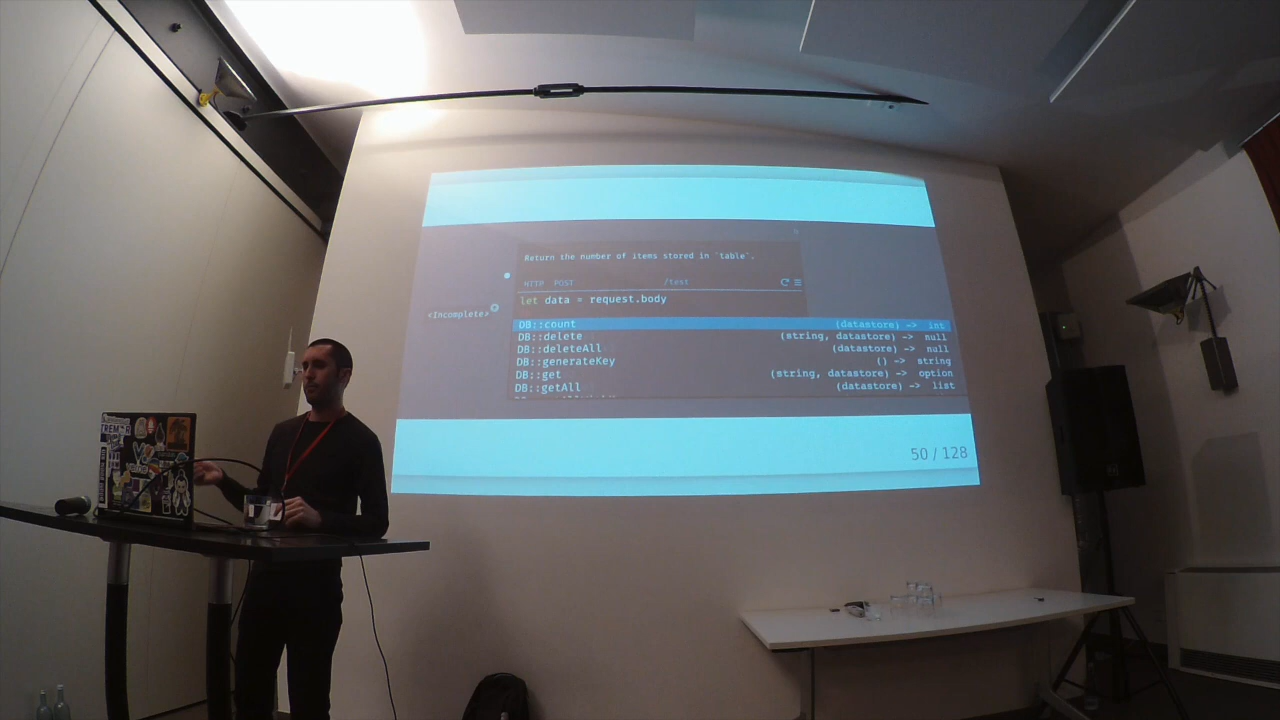 Return the number of items stored in `table`.
HTTP POST /test
let data = request.body
<Incomplete>
DB::count (datastore) -> int
DB::delete (string, datastore) -> null
DB::deleteAll (datastore) -> null
DB::generateKey () -> string
DB::get (string, datastore) -> option
DB::getAll (datastore) -> list
50 / 128
TREMOR